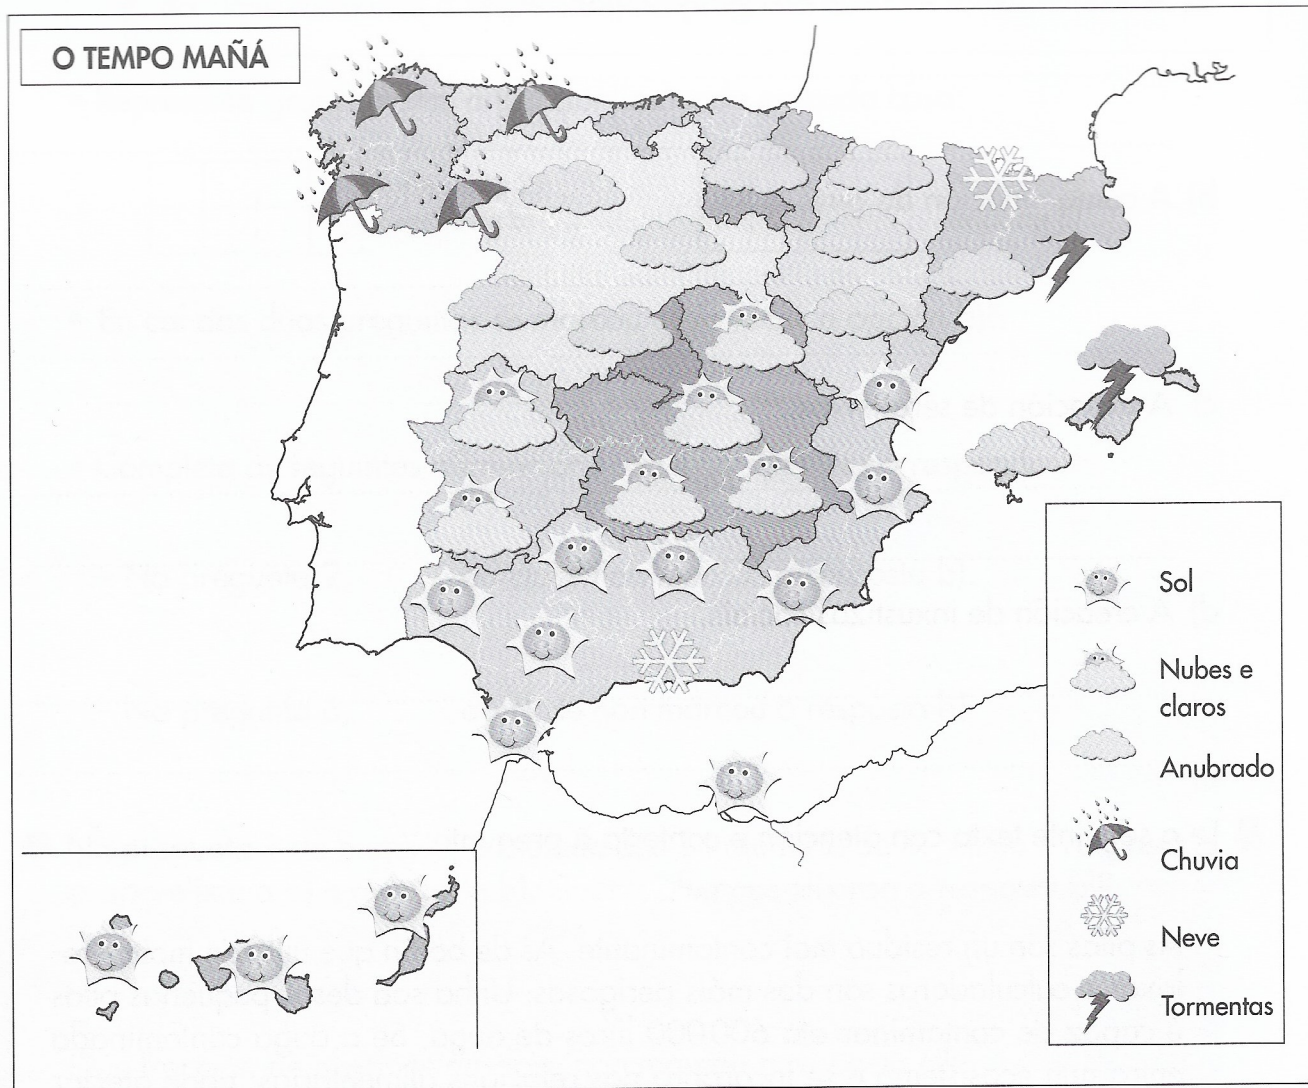 O TEMPO MAÑÁ
Sol
Nubes e
claros
Anubrado
Chuvia
Neve
Tormentas